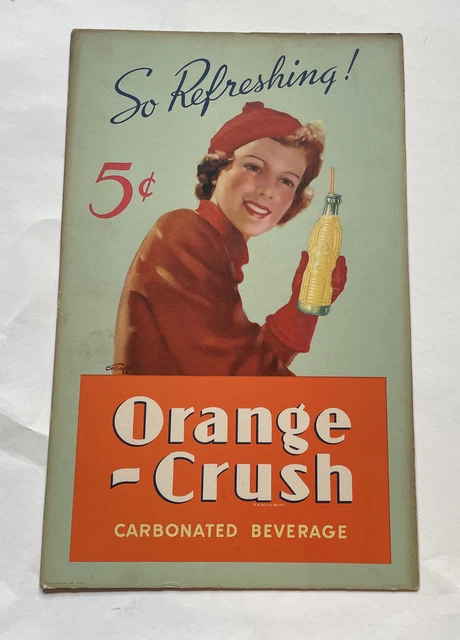 So Refreshing!
5¢
Orange
-Crush
CARBONATED BEVERAGE